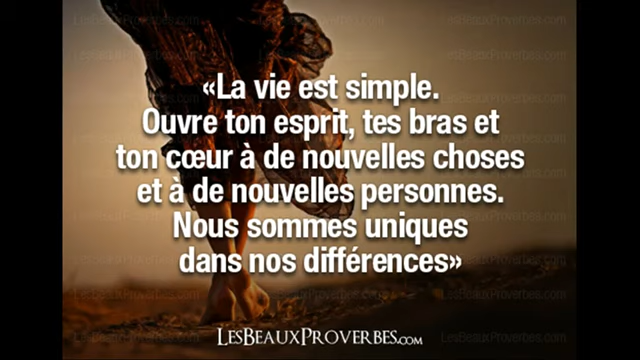 «La vie est simple.
Ouvre ton esprit, tes bras et
ton cœur à de nouvelles choses
et à de nouvelles personnes.
Nous sommes uniques
dans nos différences»
LesBeauxProverbes.com